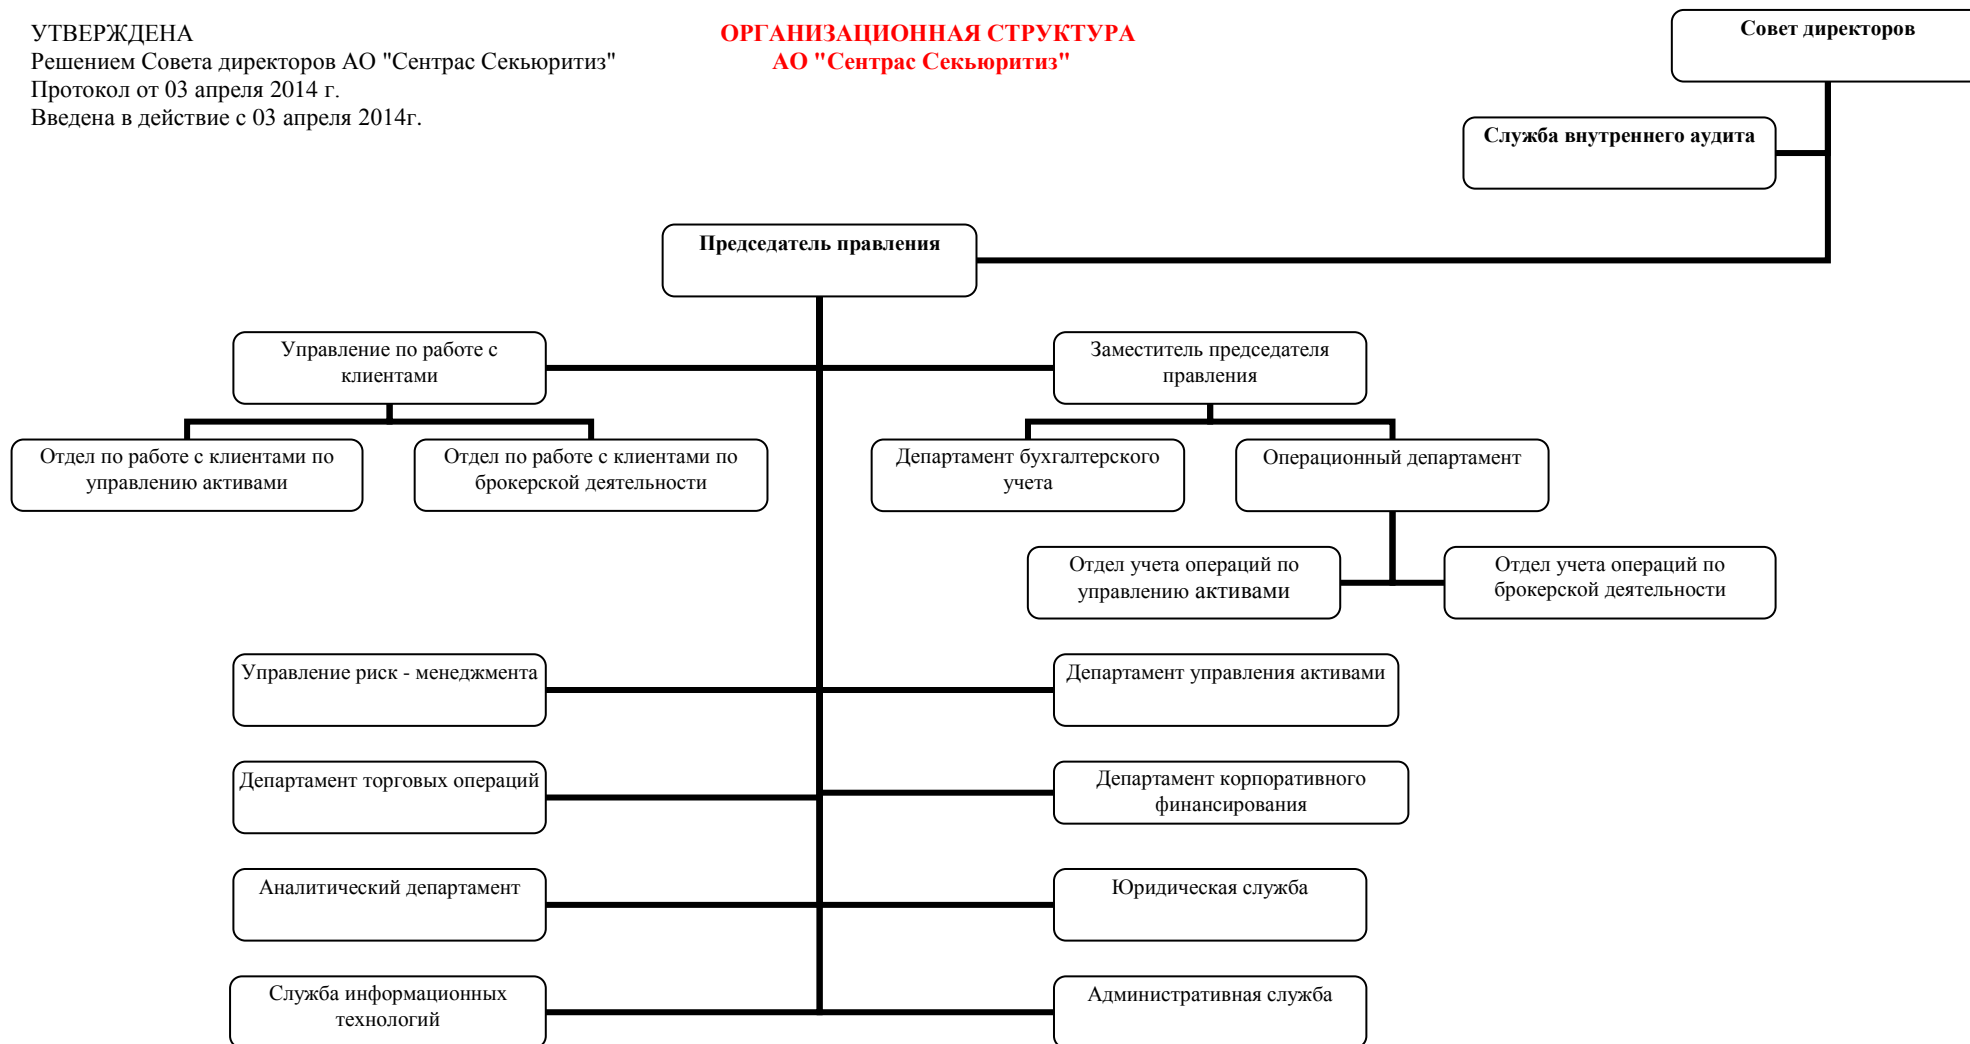 УТВЕРЖДЕНА
Решением Совета директоров АО "Сентрас Секьюритиз"
Протокол от 03 апреля 2014 г.
Введена в действие с 03 апреля 2014г.
ОРГАНИЗАЦИОННАЯ СТРУКТУРА
АО "Сентрас Секьюритиз"
Совет директоров
Служба внутреннего аудита
Председатель правления
Управление по работе с
клиентами
Заместитель председателя
правления
Отдел по работе с клиентами по
управлению активами
Отдел по работе с клиентами по
брокерской деятельности
Департамент бухгалтерского
учета
Операционный департамент
Отдел учета операций по
управлению активами
Отдел учета операций по
брокерской деятельности
Управление риск - менеджмента
Департамент управления активами
Департамент торговых операций
Департамент корпоративного
финансирования
Аналитический департамент
Юридическая служба
Служба информационных
технологий
Административная служба